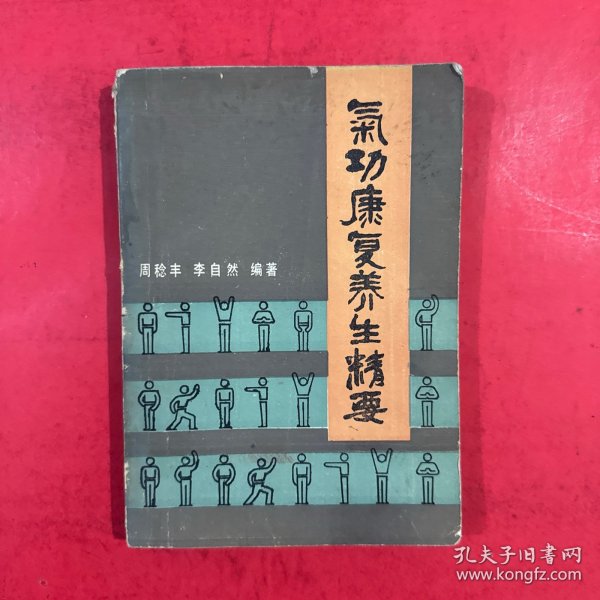 氣功康复养生精要
周稔丰 李自然 编著
孔夫子旧书网
www.kongfz.com